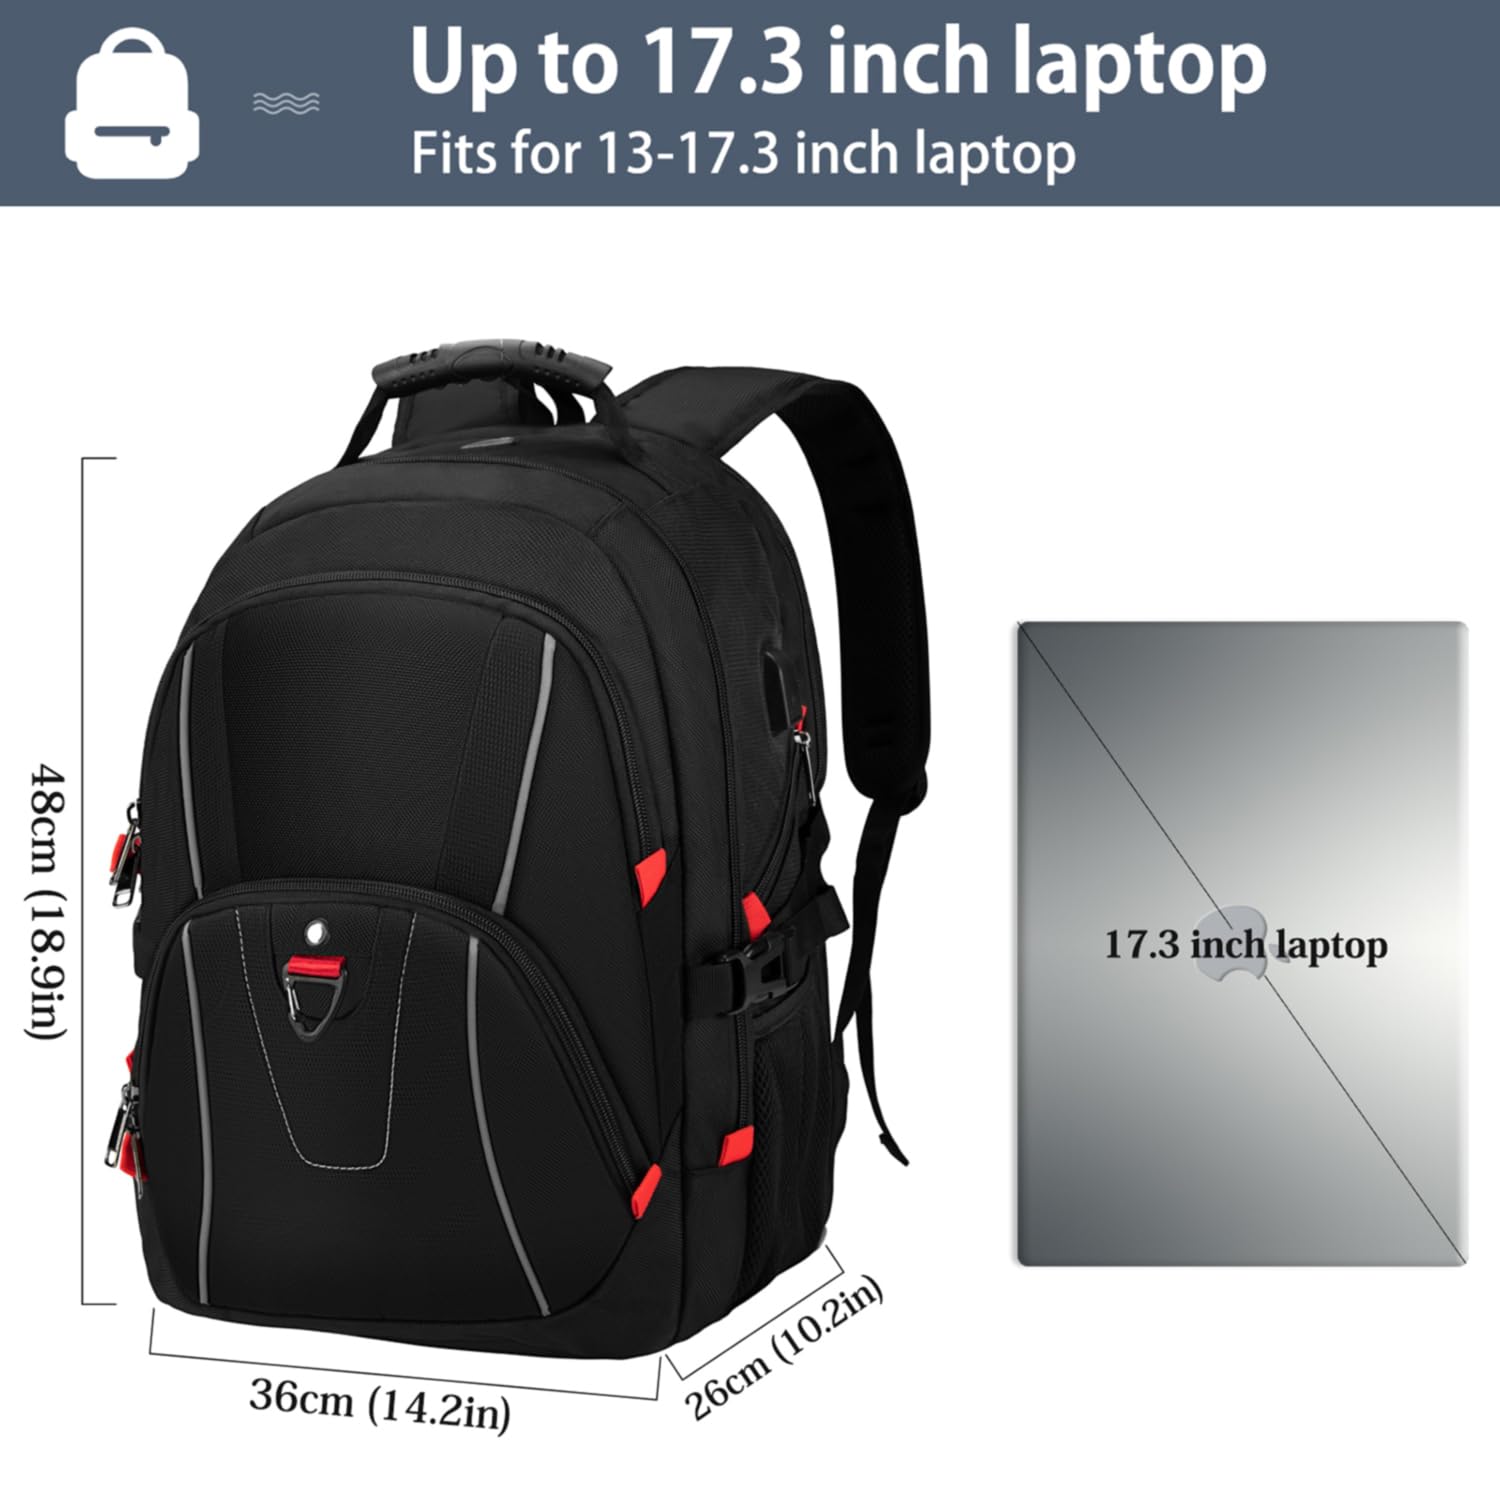 Up to 17.3 inch laptop
Fits for 13-17.3 inch laptop
48cm (18.9in)
17.3 inch laptop
36cm (14.2in)
26cm (10.2in)